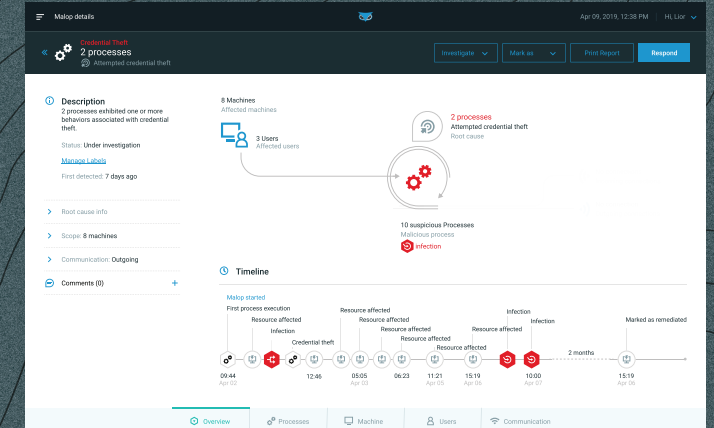 Malop details
Apr 09, 2019, 12:38 PM
Hi, Lior
Credential Theft
2 processes
Attempted credential theft
Investigate
Mark as
Print Report
Respond
Description
2 processes exhibited one or more
behaviors associated with credential
theft.
Status: Under investigation
Manage Labels
First detected: 7 days ago
Root cause info
Scope: 8 machines
Communication: Outgoing
Comments (0)
8 Machines
Affected machines
3 Users
Affected users
2 processes
Attempted credential theft
Root cause
10 suspicious Processes
Malicious process
infection
Timeline
Malop started
First process execution
Resource affected
Infection
Credential theft
Resource affected
Resource affected
Resource affected
Resource affected
Resource affected
Resource affected
Infection
Infection
Marked as remediated
2 months
09:44
Apr 02
12:46
05:05
Apr 03
06:23
11:21
Apr 05
15:19
Apr 06
10:00
Apr 07
15:19
Apr 06
Overview
Processes
Machine
Users
Communication